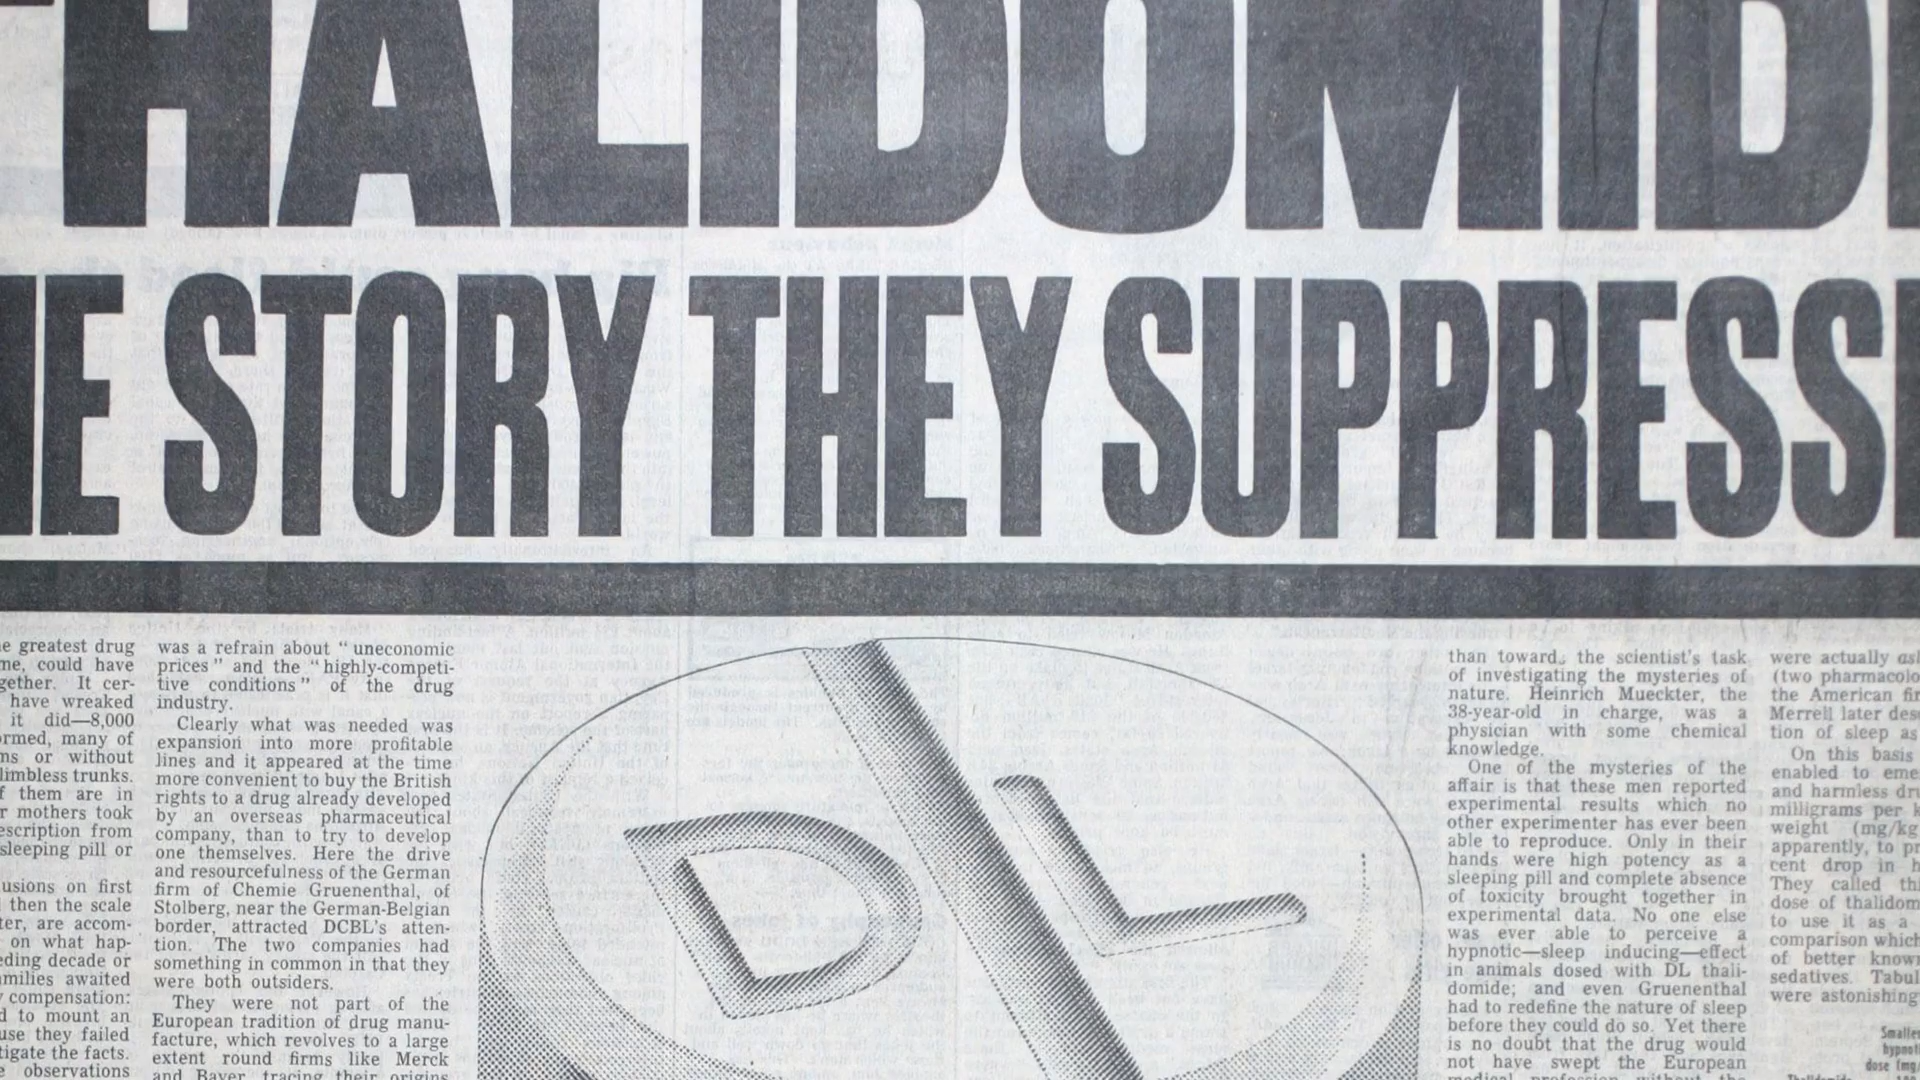 THALIDOMIDE
THE STORY THEY SUPPRESSE
e greatest drug
me, could have
gether. It cer-
have wreaked
it did—8,000
ormed, many of
ms or without
limbless trunks.
f them are in
r mothers took
escription from
sleeping pill or
usions on first
then the scale
ter, are accom-
on what hap-
eding decade or
amilies awaited
compensation:
d to mount an
use they failed
tigate the facts.
e observations
was a refrain about “ uneconomic
prices ” and the “ highly-competi-
tive conditions ” of the drug
industry.
Clearly what was needed was
expansion into more profitable
lines and it appeared at the time
more convenient to buy the British
rights to a drug already developed
by an overseas pharmaceutical
company, than to try to develop
one themselves. Here the drive
and resourcefulness of the German
firm of Chemie Gruenenthal, of
Stolberg, near the German-Belgian
border, attracted DCBL's atten-
tion. The two companies had
something in common in that they
were both outsiders.
They were not part of the
European tradition of drug manu-
facture, which revolves to a large
extent round firms like Merck
and Bayer, tracing their origins
D L
than toward, the scientist's task
of investigating the mysteries of
nature. Heinrich Mueckter, the
38-year-old in charge, was a
physician with some chemical
knowledge.
One of the mysteries of the
affair is that these men reported
experimental results which no
other experimenter has ever been
able to reproduce. Only in their
hands were high potency as a
sleeping pill and complete absence
of toxicity brought together in
experimental data. No one else
was ever able to perceive a
hypnotic—sleep inducing—effect
in animals dosed with DL thali-
domide; and even Gruenenthal
had to redefine the nature of sleep
before they could do so. Yet there
is no doubt that the drug would
not have swept the European
medical profession without the
were actually as
(two pharmacolo
the American fir
Merrell later des
tion of sleep as
On this basis
enabled to eme
and harmless dru
milligrams per k
weight (mg/kg
apparently, to pr
cent drop in h
They called thi
dose of thalidom
to use it as a
comparison which
of better known
sedatives. Tabul
were astonishing
Smalles
hypnoti
dose (mg